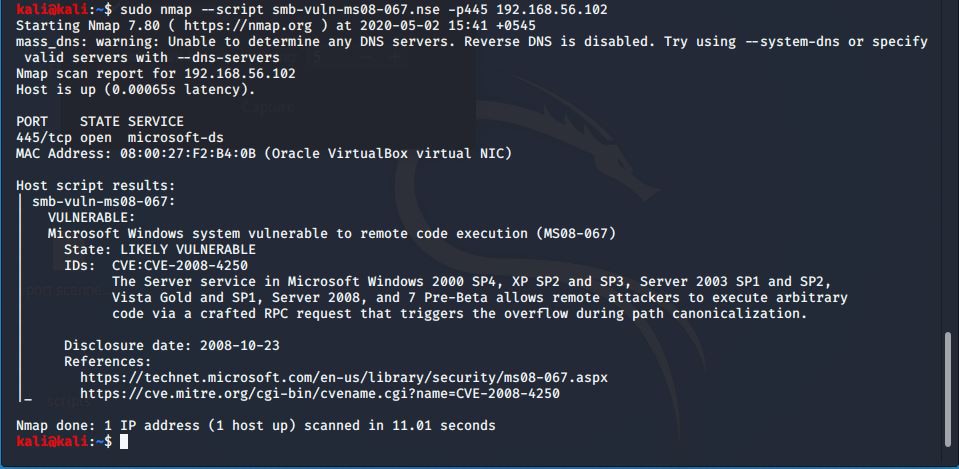 kali@kali:~$ sudo nmap --script smb-vuln-ms08-067.nse -p445 192.168.56.102
Starting Nmap 7.80 ( https://nmap.org ) at 2020-05-02 15:41 +0545
mass_dns: warning: Unable to determine any DNS servers. Reverse DNS is disabled. Try using --system-dns or specify
 valid servers with --dns-servers
Nmap scan report for 192.168.56.102
Host is up (0.00065s latency).

PORT    STATE SERVICE
445/tcp open  microsoft-ds
MAC Address: 08:00:27:F2:B4:0B (Oracle VirtualBox virtual NIC)

Host script results:
| smb-vuln-ms08-067:
|   VULNERABLE:
|   Microsoft Windows system vulnerable to remote code execution (MS08-067)
|     State: LIKELY VULNERABLE
|     IDs:  CVE:CVE-2008-4250
|           The Server service in Microsoft Windows 2000 SP4, XP SP2 and SP3, Server 2003 SP1 and SP2,
|           Vista Gold and SP1, Server 2008, and 7 Pre-Beta allows remote attackers to execute arbitrary
|           code via a crafted RPC request that triggers the overflow during path canonicalization.
|
|     Disclosure date: 2008-10-23
|     References:
|       https://technet.microsoft.com/en-us/library/security/ms08-067.aspx
|_      https://cve.mitre.org/cgi-bin/cvename.cgi?name=CVE-2008-4250

Nmap done: 1 IP address (1 host up) scanned in 11.01 seconds
kali@kali:~$